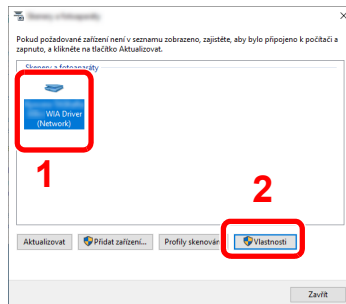 Pokud požadované zařízení není v seznamu zobrazeno, zajistěte, aby bylo připojeno k počítači a
zapnuto, a klikněte na tlačítko Aktualizovat.
Skenery a fotoaparáty
WIA Driver
(Network)
1
2
Aktualizovat
Přidat zařízení...
Profily skenován
Vlastnosti
Zavřít